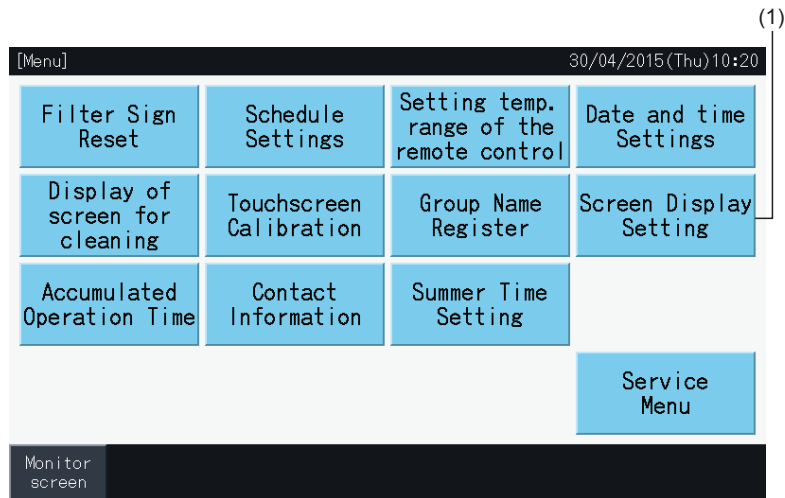 (1)
[Menu] 30/04/2015(Thu)10:20
Filter Sign
Reset
Schedule
Settings
Setting temp.
range of the
remote control
Date and time
Settings
Display of
screen for
cleaning
Touchscreen
Calibration
Group Name
Register
Screen Display
Setting
Accumulated
Operation Time
Contact
Information
Summer Time
Setting
Service
Menu
Monitor
screen